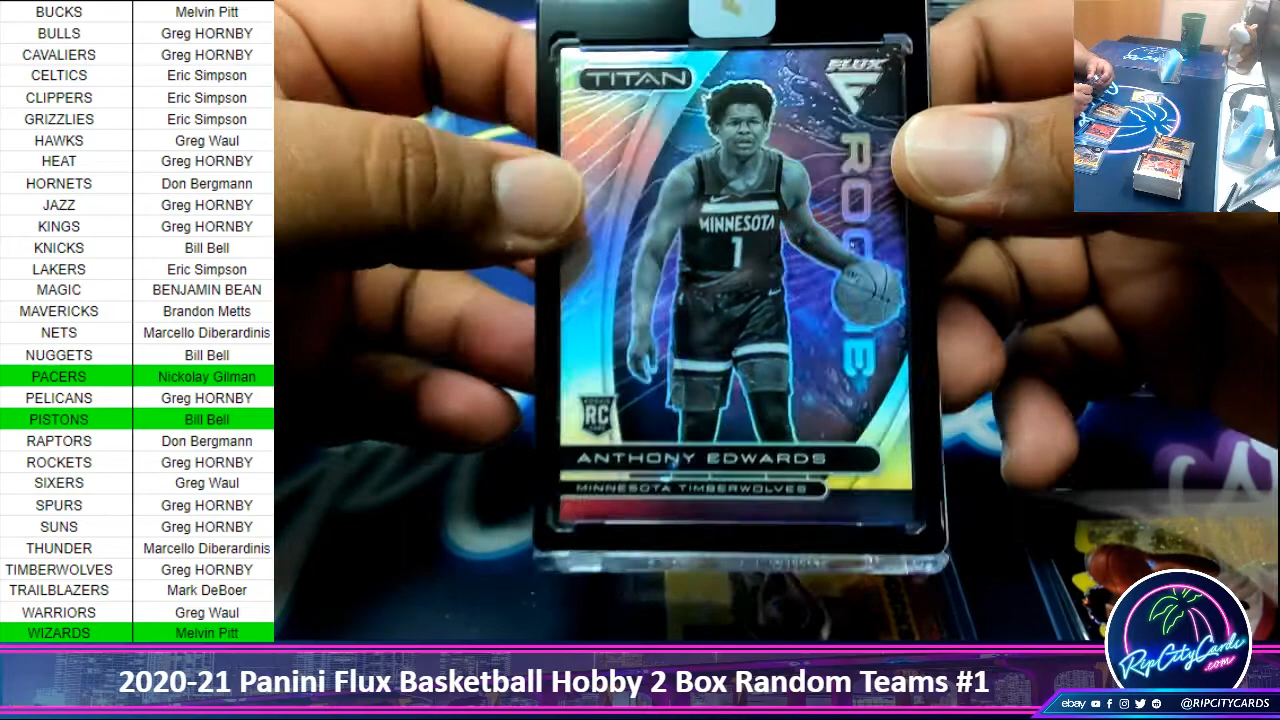 BUCKS Melvin Pitt
BULLS Greg HORNBY
CAVALIERS Greg HORNBY
CELTICS Eric Simpson
CLIPPERS Eric Simpson
GRIZZLIES Eric Simpson
HAWKS Greg Waul
HEAT Greg HORNBY
HORNETS Don Bergmann
JAZZ Greg HORNBY
KINGS Greg HORNBY
KNICKS Bill Bell
LAKERS Eric Simpson
MAGIC BENJAMIN BEAN
MAVERICKS Brandon Metts
NETS Marcello Diberardinis
NUGGETS Bill Bell
PACERS Nickolay Gilman
PELICANS Greg HORNBY
PISTONS Bill Bell
RAPTORS Don Bergmann
ROCKETS Greg HORNBY
SIXERS Greg Waul
SPURS Greg HORNBY
SUNS Greg HORNBY
THUNDER Marcello Diberardinis
TIMBERWOLVES Greg HORNBY
TRAILBLAZERS Mark DeBoer
WARRIORS Greg Waul
WIZARDS Melvin Pitt
TITAN
FLUX
MINNESOTA
1
RC
ANTHONY EDWARDS
MINNESOTA TIMBERWOLVES
RipCityCards
.com
2020-21 Panini Flux Basketball Hobby 2 Box Random Teams #1
ebay @RIPCITYCARDS